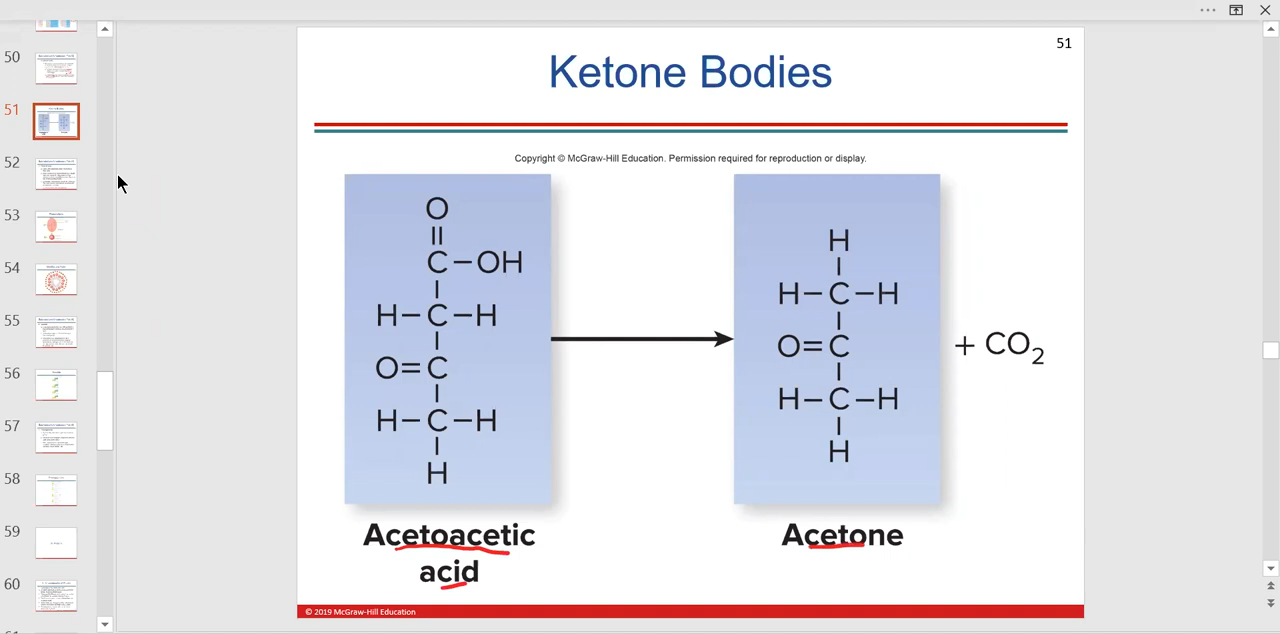 50
51
52
53
54
55
56
57
58
59
60
51
Ketone Bodies
Copyright © McGraw-Hill Education. Permission required for reproduction or display.
O
C–OH
H–C–H
O=C
H–C–H
H
H
H–C–H
O=C
H–C–H
H
+ CO₂
Acetoacetic
acid
Acetone
© 2019 McGraw-Hill Education